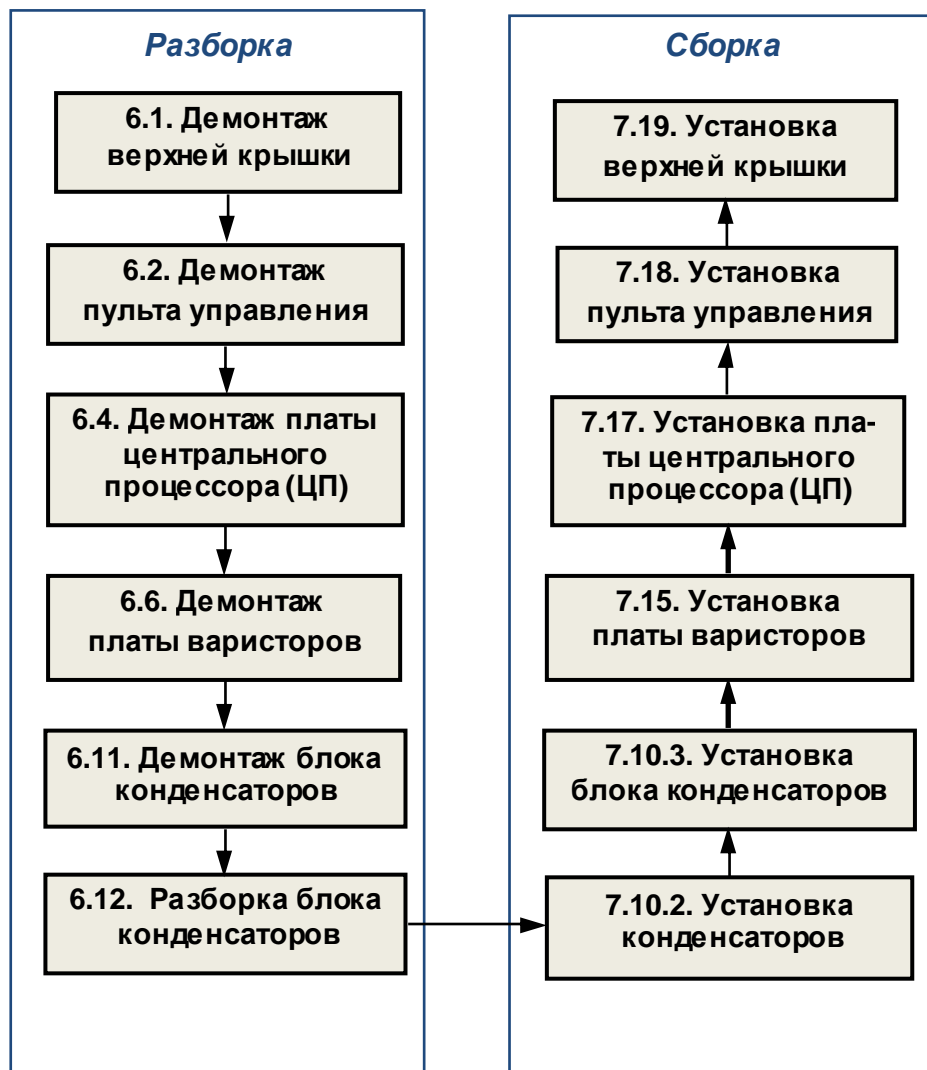 Разборка
6.1. Демонтаж
верхней крышки
6.2. Демонтаж
пульта управления
6.4. Демонтаж платы
центрального
процессора (ЦП)
6.6. Демонтаж
платы варисторов
6.11. Демонтаж блока
конденсаторов
6.12. Разборка блока
конденсаторов
Сборка
7.19. Установка
верхней крышки
7.18. Установка
пульта управления
7.17. Установка пла-
ты центрального
процессора (ЦП)
7.15. Установка
платы варисторов
7.10.3. Установка
блока конденсаторов
7.10.2. Установка
конденсаторов